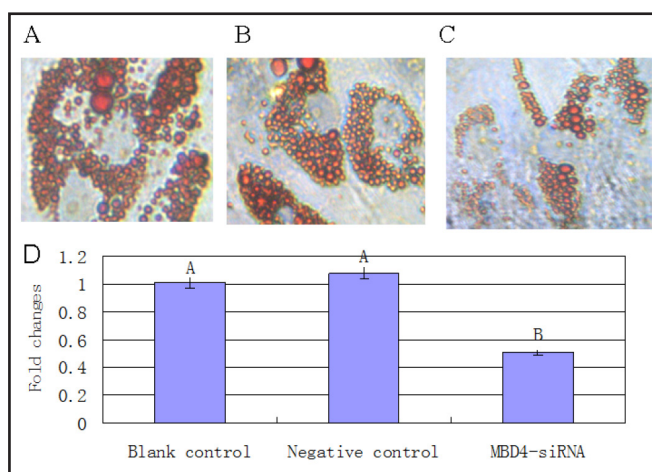 A
B
C
D
Fold changes
1.2
1
0.8
0.6
0.4
0.2
0
A
A
B
Blank control
Negative control
MBD4-siRNA